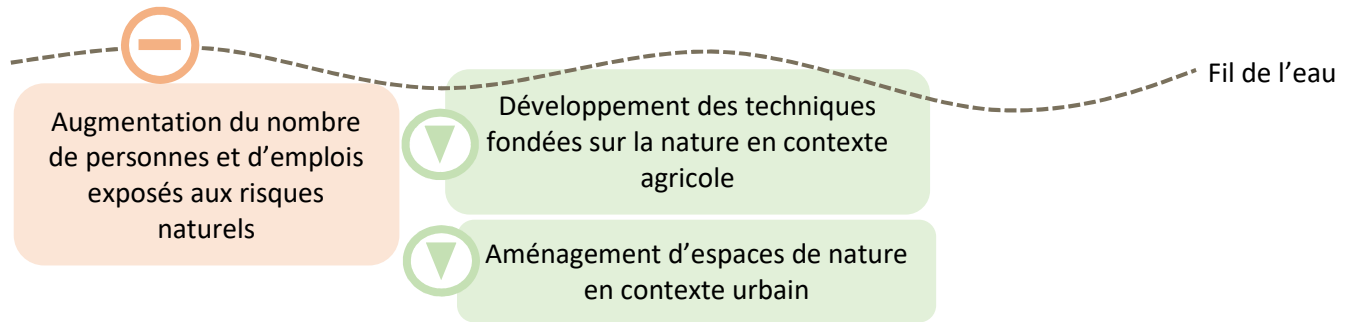 Fil de l’eau
Augmentation du nombre
de personnes et d’emplois
exposés aux risques
naturels
Développement des techniques
fondées sur la nature en contexte
agricole
Aménagement d’espaces de nature
en contexte urbain